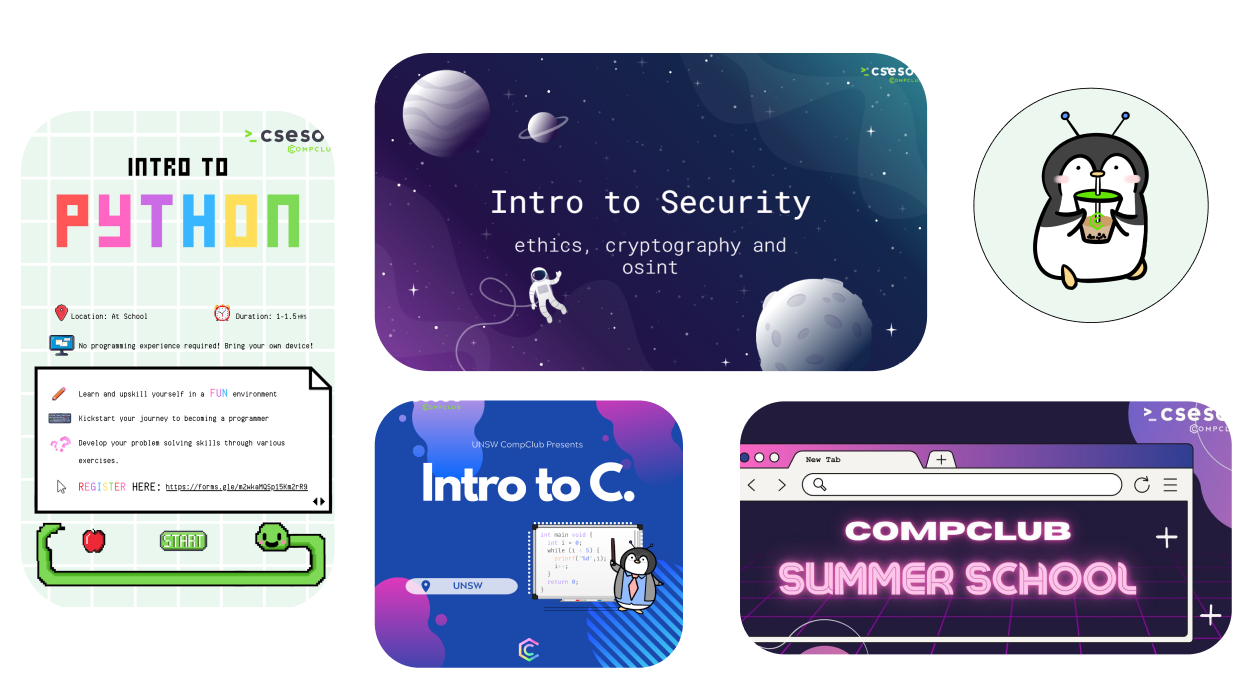 >_cseso
COMPCLU
INTRO TO
PYTHON
Location: At School
Duration: 1-1.5HRS
No programming experience required! Bring your own device!
Learn and upskill yourself in a FUN environment
Kickstart your journey to becoming a programmer
Develop your problem solving skills through various
exercises.
REGISTER HERE: https://forms.gle/m2wkaMQSp15Km2rR9
START
>_cseso
COMPCLU
Intro to Security
ethics, cryptography and
osint
COMPCLUB
UNSW CompClub Presents
Intro to C.
int main void {
int i = 0;
while (i < 5) {
printf("%d",i);
i++;
}
return 0;
}
UNSW
>_cseso
COMPCL
New Tab
COMPCLUB
SUMMER SCHOOL